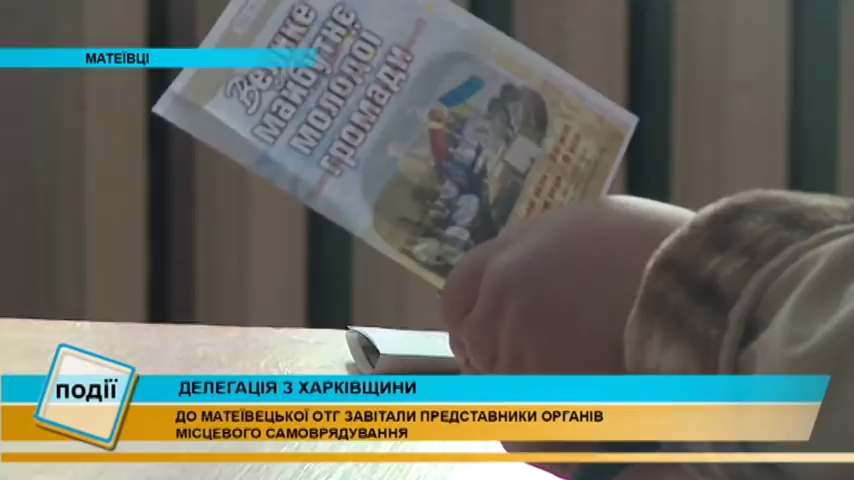 МАТЕЇВЦІ
Велике
майбутнє
молодої
громади
події
ДЕЛЕГАЦІЯ З ХАРКІВЩИНИ
ДО МАТЕЇВЕЦЬКОЇ ОТГ ЗАВІТАЛИ ПРЕДСТАВНИКИ ОРГАНІВ
МІСЦЕВОГО САМОВРЯДУВАННЯ